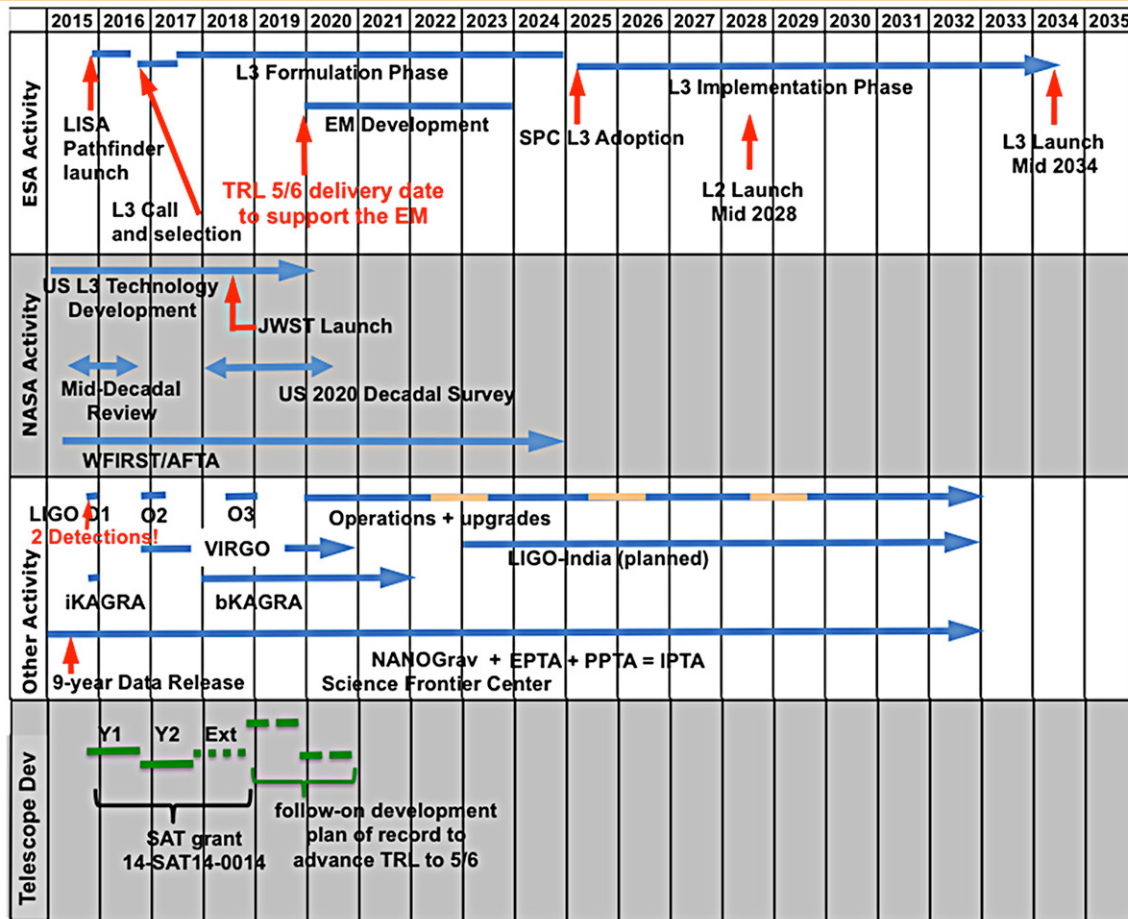 2015 2016 2017 2018 2019 2020 2021 2022 2023 2024 2025 2026 2027 2028 2029 2030 2031 2032 2033 2034 2035
ESA Activity
LISA
Pathfinder
launch
L3 Call
and selection
L3 Formulation Phase
EM Development
TRL 5/6 delivery date
to support the EM
SPC L3 Adoption
L3 Implementation Phase
L2 Launch
Mid 2028
L3 Launch
Mid 2034
NASA Activity
US L3 Technology
Development
JWST Launch
Mid-Decadal
Review
US 2020 Decadal Survey
WFIRST/AFTA
Other Activity
LIGO O1
2 Detections!
O2
O3
Operations + upgrades
VIRGO
LIGO-India (planned)
iKAGRA
bKAGRA
NANOGrav + EPTA + PPTA = IPTA
9-year Data Release
Science Frontier Center
Telescope Dev
Y1
Y2
Ext
SAT grant
14-SAT14-0014
follow-on development
plan of record to
advance TRL to 5/6